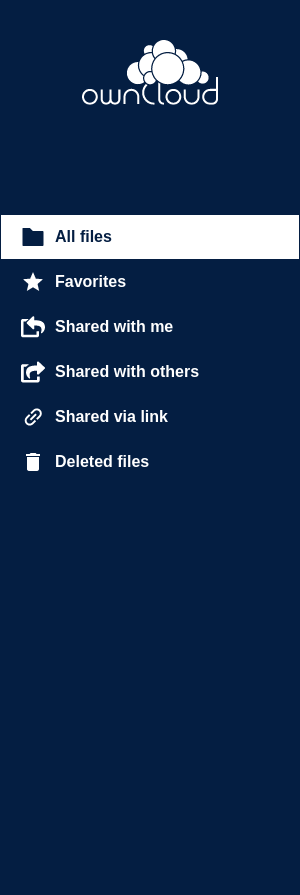 ownCloud
All files
Favorites
Shared with me
Shared with others
Shared via link
Deleted files